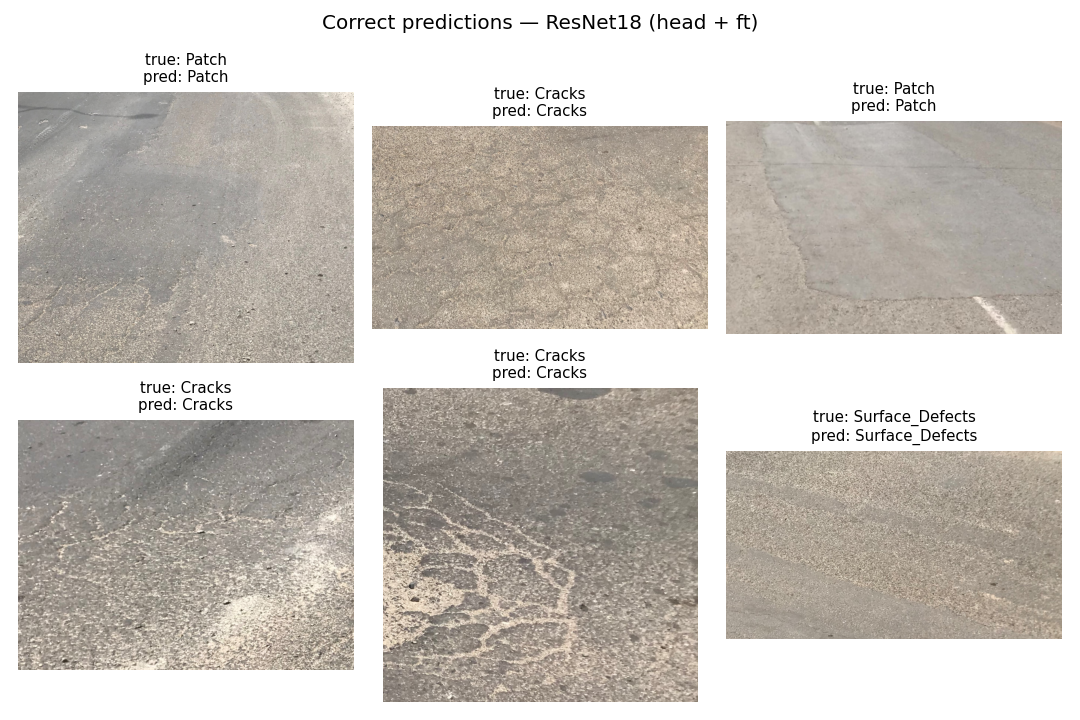 Correct predictions — ResNet18 (head + ft)
true: Patch
pred: Patch
true: Cracks
pred: Cracks
true: Patch
pred: Patch
true: Cracks
pred: Cracks
true: Cracks
pred: Cracks
true: Surface_Defects
pred: Surface_Defects